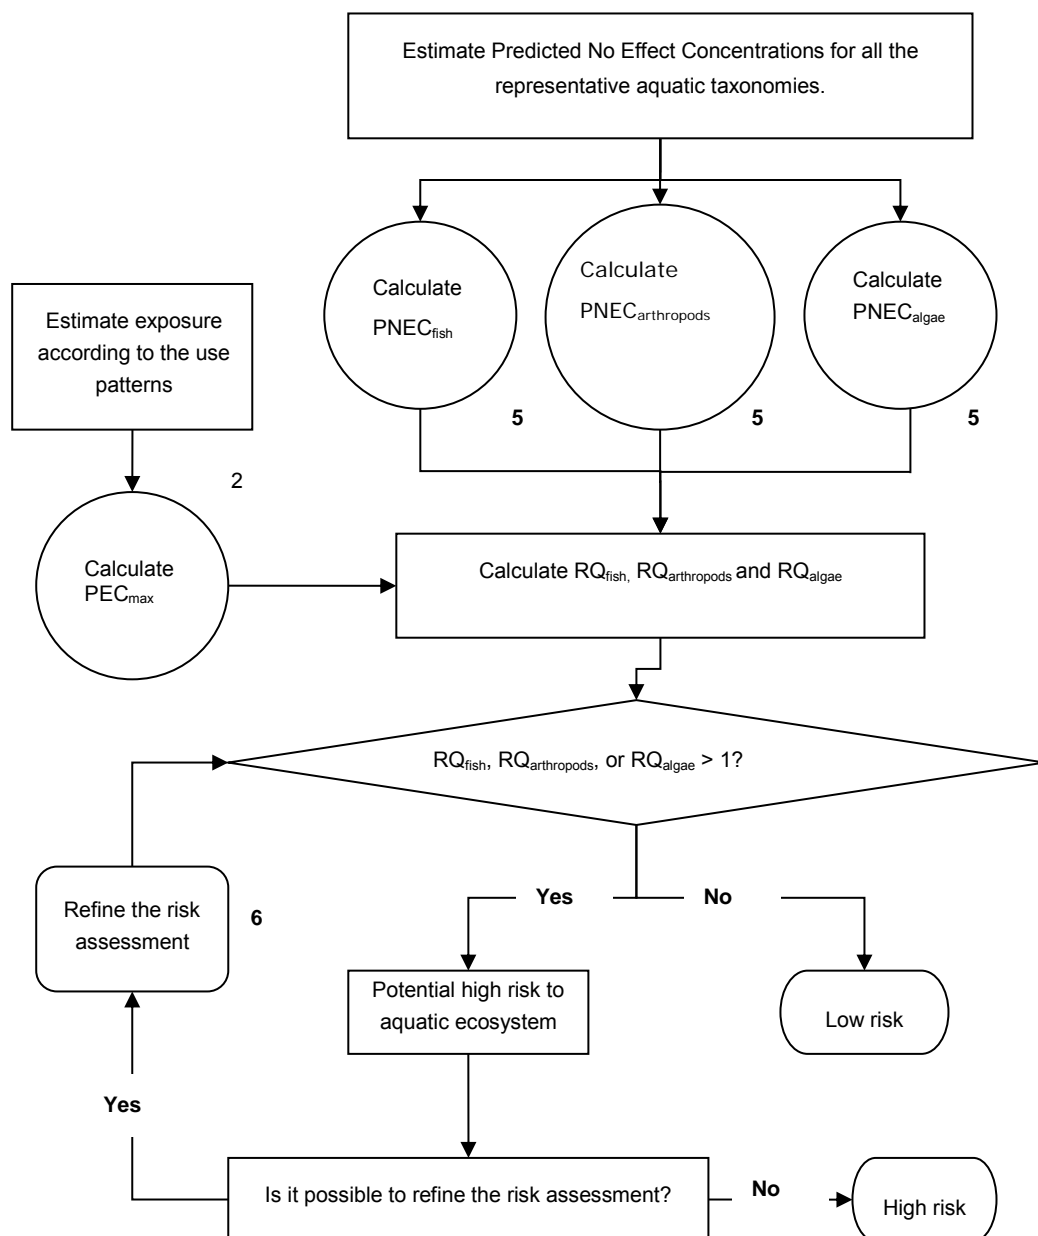 Estimate Predicted No Effect Concentrations for all the
representative aquatic taxonomies.
Calculate
PNECfish
Calculate
PNECarthropods
Calculate
PNECalgae
Estimate exposure
according to the use
patterns
5
5
5
2
Calculate
PECmax
Calculate RQfish, RQarthropods and RQalgae
RQfish, RQarthropods, or RQalgae > 1?
Yes
No
Refine the risk
assessment
6
Potential high risk to
aquatic ecosystem
Low risk
Yes
Is it possible to refine the risk assessment?
No
High risk